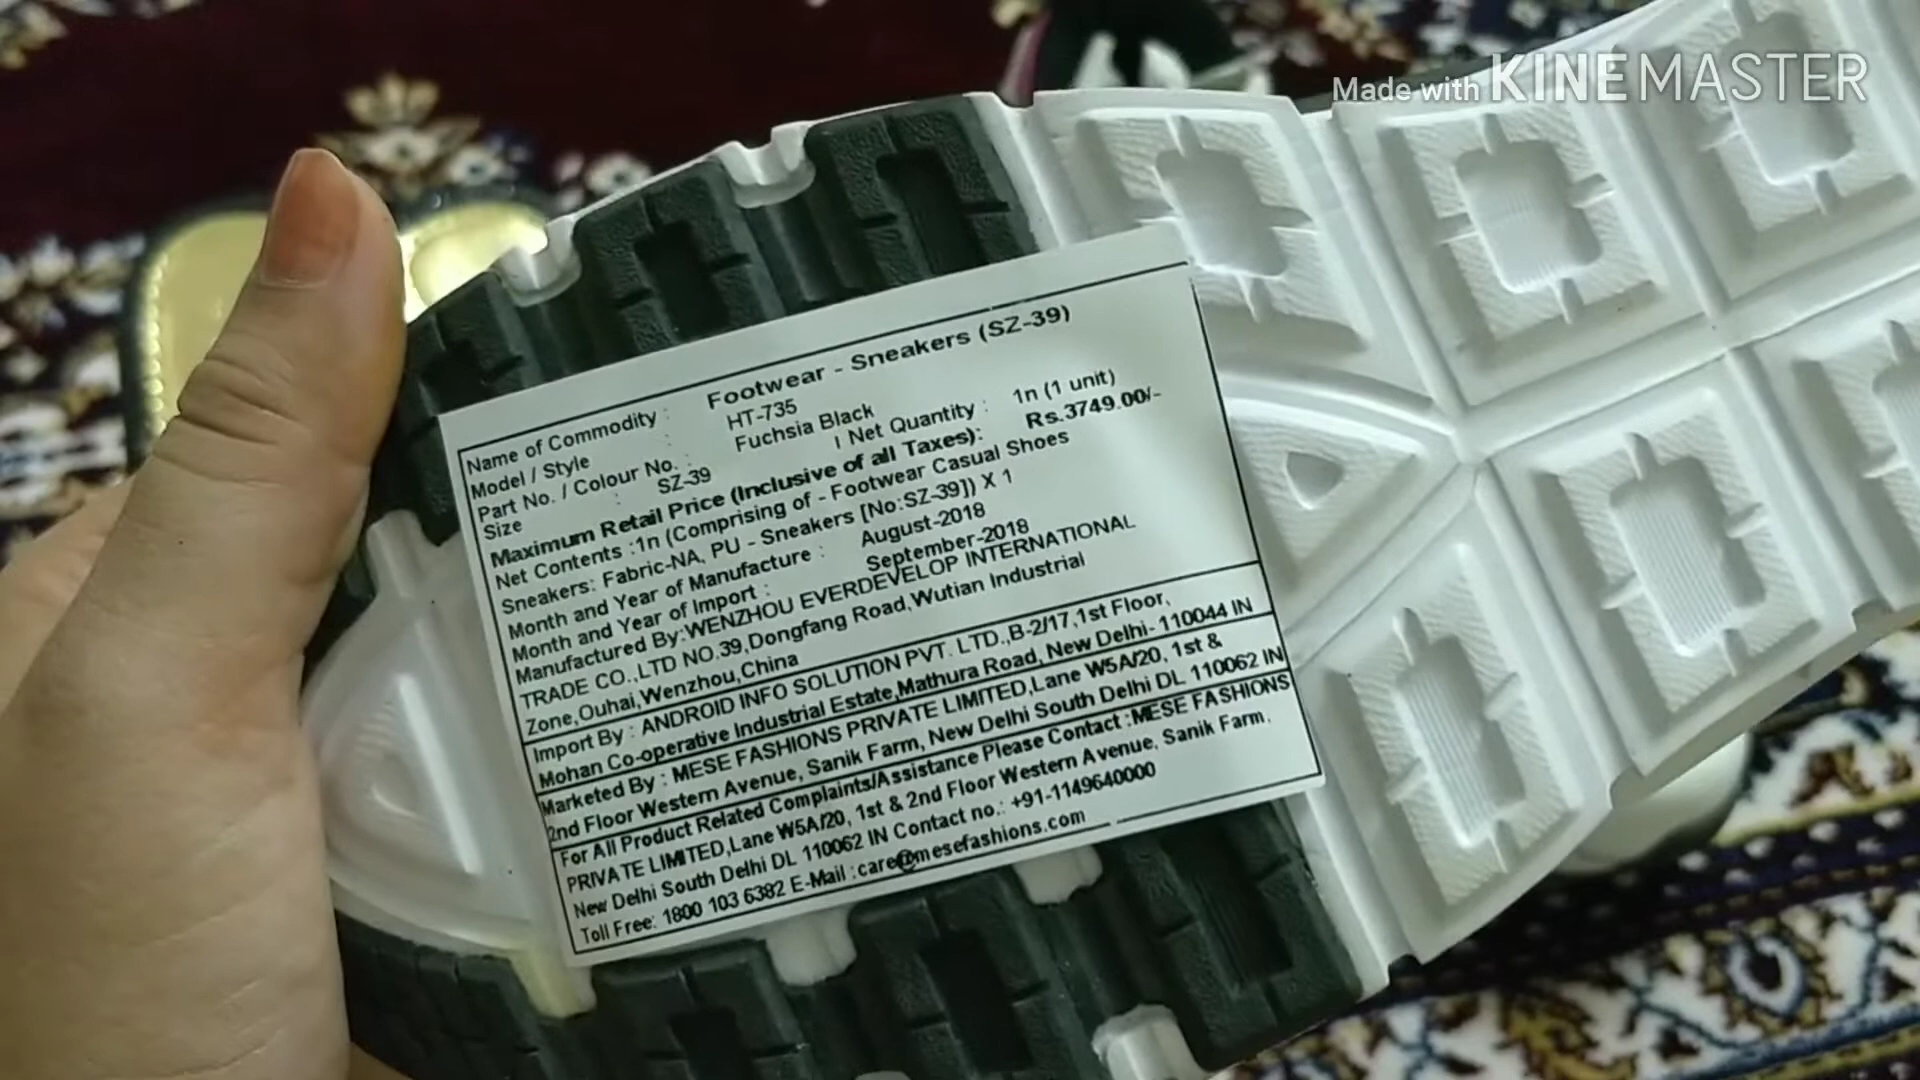 Made with KINEMASTER
Name of Commodity : Footwear - Sneakers (SZ-39)
Model / Style : HT-735
Part No. / Colour No. : Fuchsia Black
Size : SZ-39 I Net Quantity : 1n (1 unit)
Maximum Retail Price (Inclusive of all Taxes): Rs.3749.00/-
Net Contents :1n (Comprising of - Footwear Casual Shoes
Sneakers: Fabric-NA, PU - Sneakers [No:SZ-39]) X 1
Month and Year of Manufacture : August-2018
Month and Year of Import : September-2018
Manufactured By:WENZHOU EVERDEVELOP INTERNATIONAL
TRADE CO.,LTD NO.39,Dongfang Road,Wutian Industrial
Zone,Ouhai,Wenzhou,China
Import By : ANDROID INFO SOLUTION PVT. LTD.,B-2/17,1st Floor,
Mohan Co-operative Industrial Estate,Mathura Road, New Delhi- 110044 IN
Marketed By : MESE FASHIONS PRIVATE LIMITED,Lane W5A/20, 1st &
2nd Floor Western Avenue, Sanik Farm, New Delhi South Delhi DL 110062 IN
For All Product Related Complaints/Assistance Please Contact :MESE FASHIONS
PRIVATE LIMITED,Lane W5A/20, 1st & 2nd Floor Western Avenue, Sanik Farm,
New Delhi South Delhi DL 110062 IN Contact no.: +91-1149640000
Toll Free: 1800 103 6382 E-Mail :care@mesefashions.com